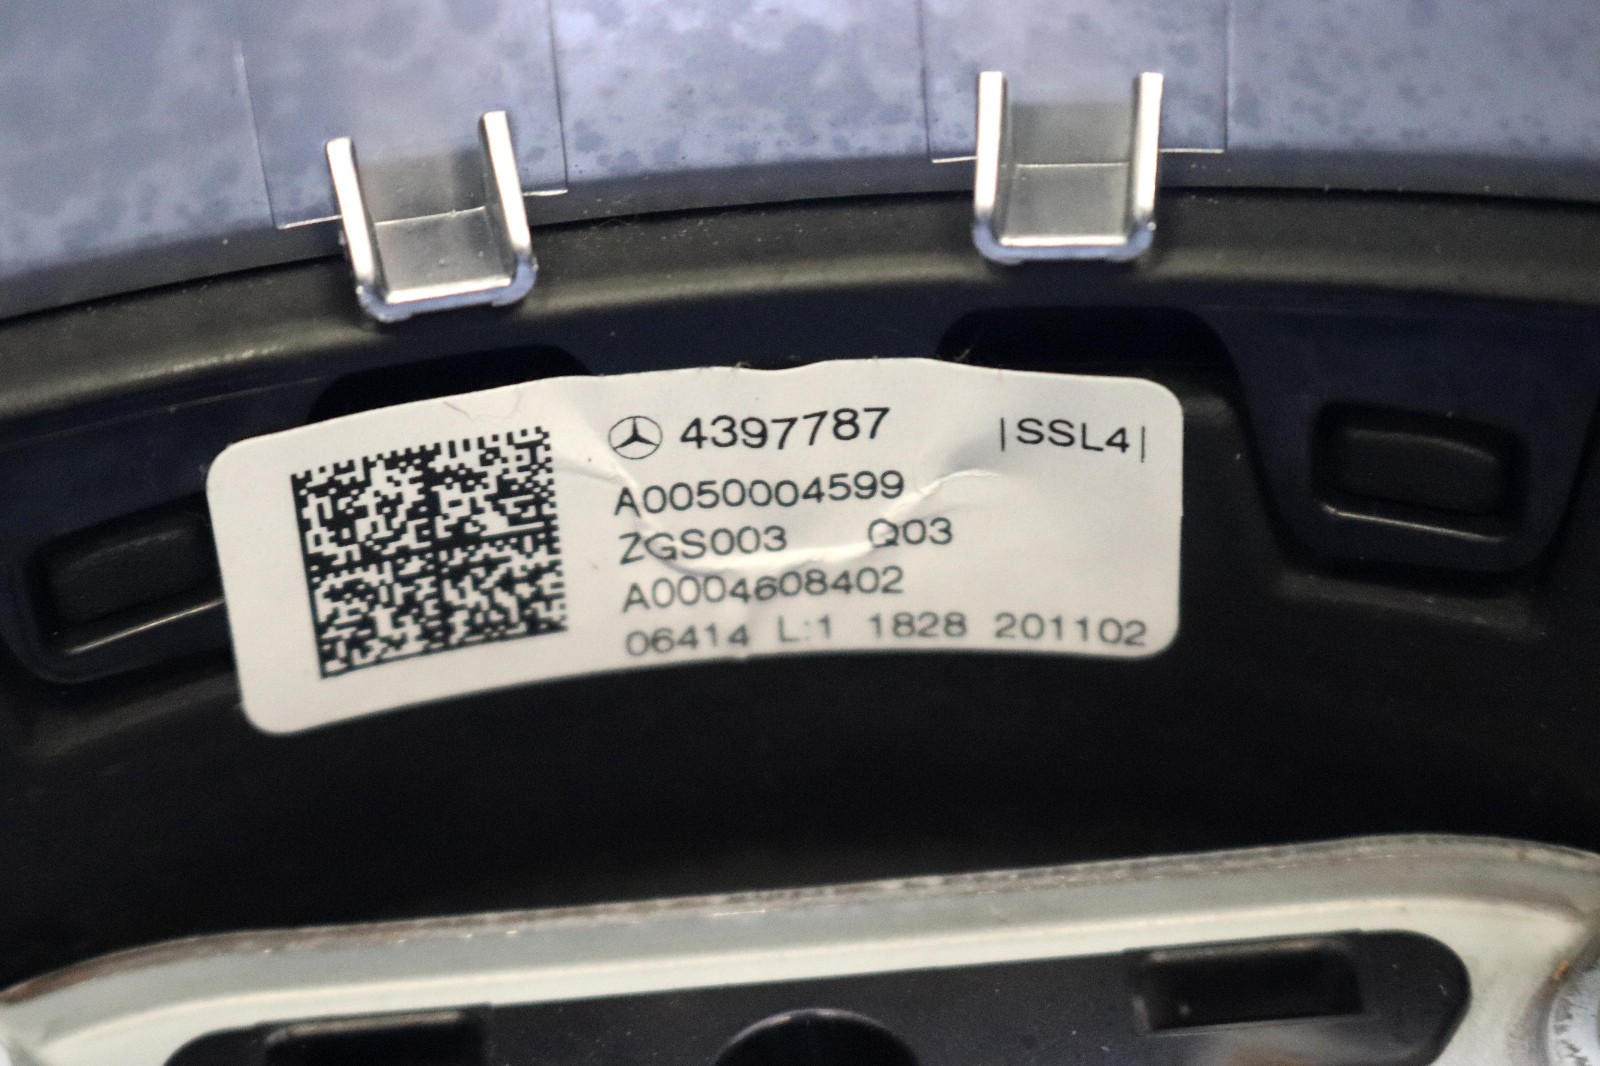 4397787 |SSL4|
A0050004599
ZGS003 Q03
A0004608402
06414 L:1 1828 201102